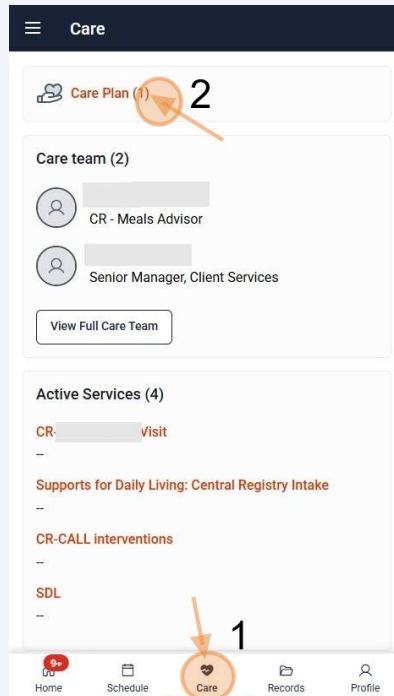 Care
Care Plan (1)
2
Care team (2)
CR - Meals Advisor
Senior Manager, Client Services
View Full Care Team
Active Services (4)
CR- Visit
--
Supports for Daily Living: Central Registry Intake
--
CR-CALL interventions
--
SDL
--
1
9+
Home Schedule Care Records Profile